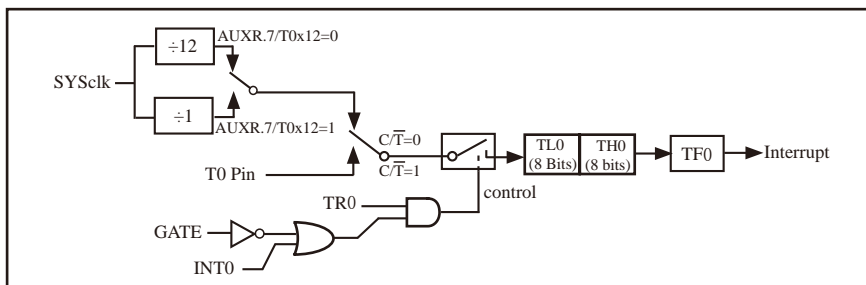 ÷12
AUXR.7/T0x12=0
SYSclk
÷1
AUXR.7/T0x12=1
C/T̅=0
C/T̅=1
T0 Pin
TL0
(8 Bits)
TH0
(8 bits)
TF0
Interrupt
control
TR0
GATE
INT0